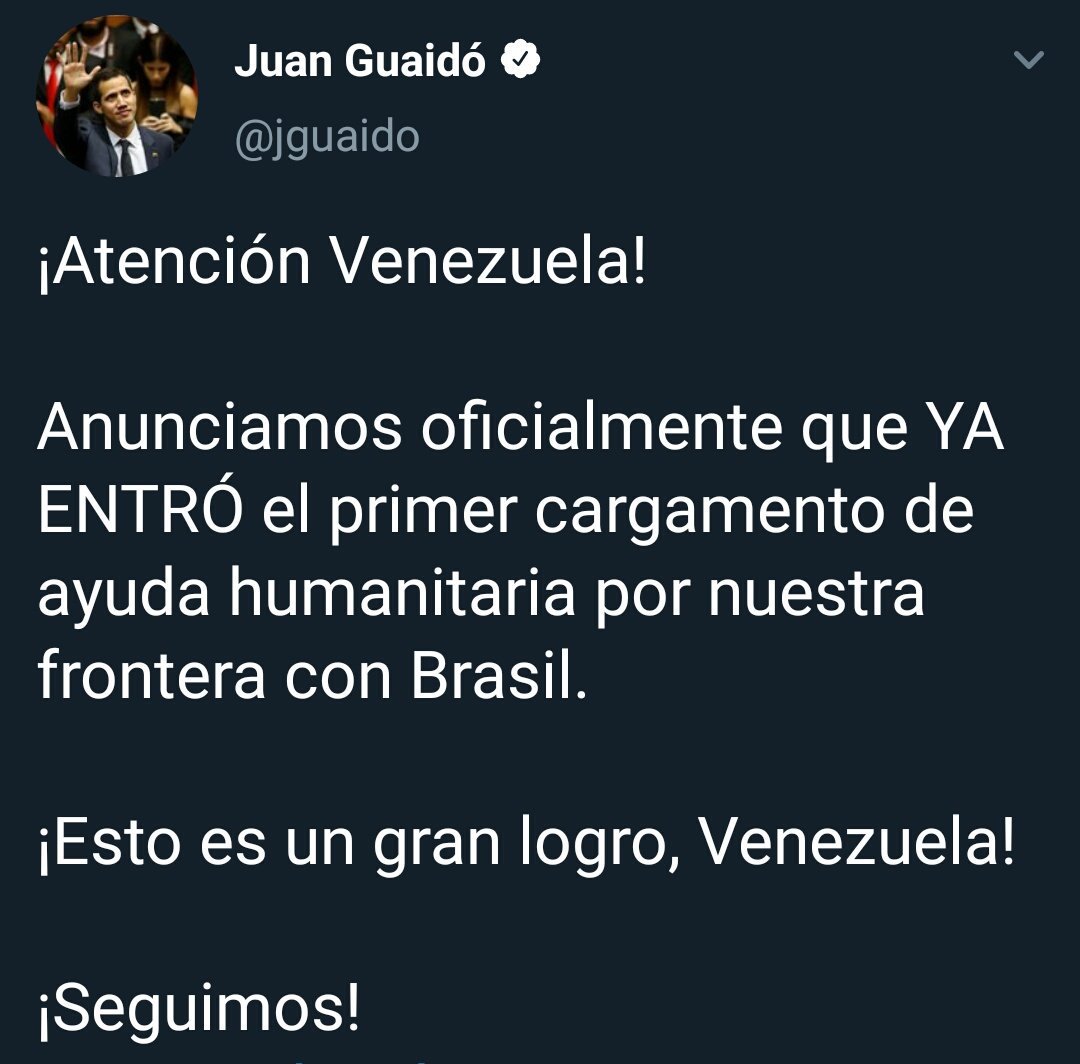 Juan Guaidó
@jguaido
¡Atención Venezuela!
Anunciamos oficialmente que YA
ENTRÓ el primer cargamento de
ayuda humanitaria por nuestra
frontera con Brasil.
¡Esto es un gran logro, Venezuela!
¡Seguimos!